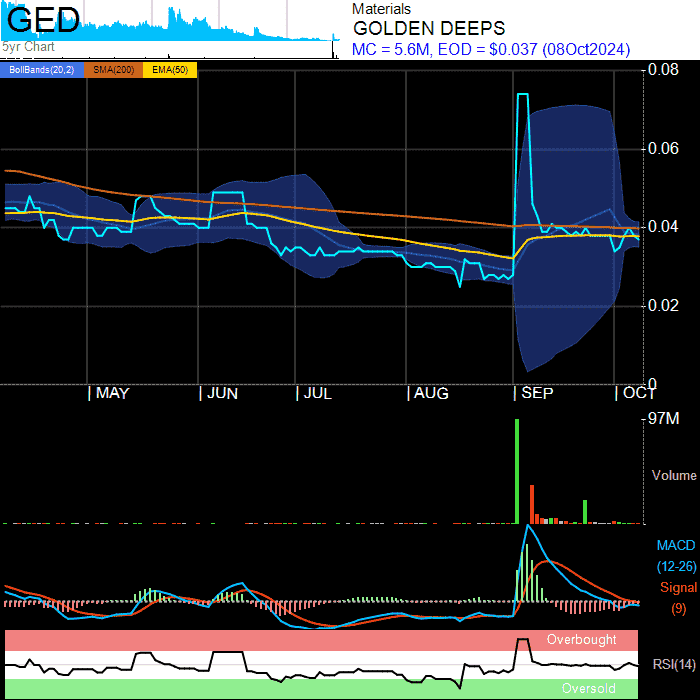 GED
Materials
GOLDEN DEEPS
5yr Chart
MC = 5.6M, EOD = $0.037 (08Oct2024)
BollBands(20,2) SMA(200) EMA(50)
0.08
0.06
0.04
0.02
0
MAY JUN JUL AUG SEP OCT
97M
Volume
MACD
(12-26)
Signal
(9)
Overbought
RSI(14)
Oversold